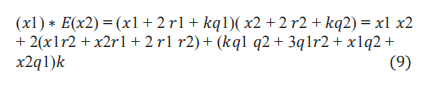 (x1) * E(x2) = (x1 + 2 r1 + kq1)( x2 + 2 r2 + kq2) = x1 x2
+ 2(x1r2 + x2r1 + 2 r1 r2) + (kq1 q2 + 3q1r2 + x1q2 +
x2q1)k (9)